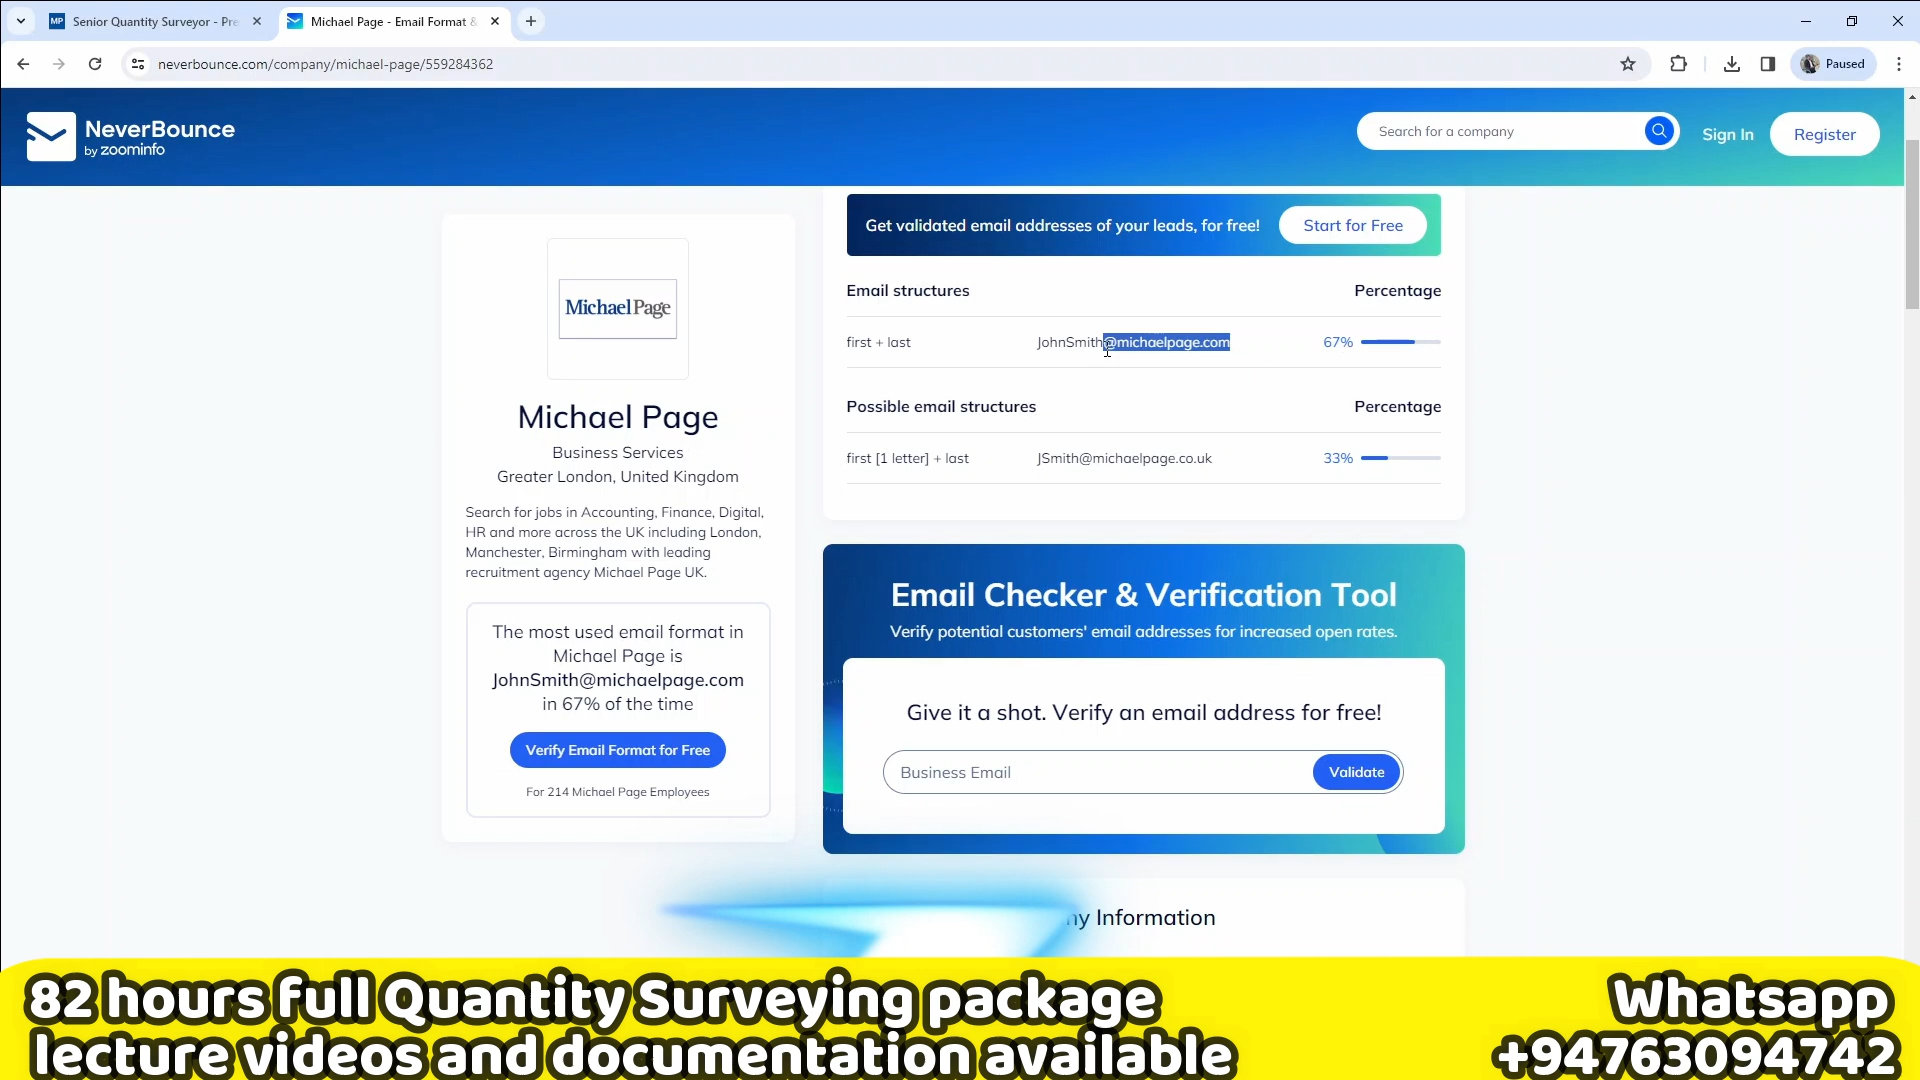 Senior Quantity Surveyor - Pre
Michael Page - Email Format &
neverbounce.com/company/michael-page/559284362
Paused
NeverBounce
by zoominfo
Search for a company
Sign In
Register
Get validated email addresses of your leads, for free!
Start for Free
Email structures
Percentage
first + last
JohnSmith@michaelpage.com
67%
Possible email structures
Percentage
first [1 letter] + last
JSmith@michaelpage.co.uk
33%
MichaelPage
Michael Page
Business Services
Greater London, United Kingdom
Search for jobs in Accounting, Finance, Digital,
HR and more across the UK including London,
Manchester, Birmingham with leading
recruitment agency Michael Page UK.
The most used email format in
Michael Page is
JohnSmith@michaelpage.com
in 67% of the time
Verify Email Format for Free
For 214 Michael Page Employees
Email Checker & Verification Tool
Verify potential customers' email addresses for increased open rates.
Give it a shot. Verify an email address for free!
Business Email
Validate
Information
82 hours full Quantity Surveying package
lecture videos and documentation available
Whatsapp
+94763094742